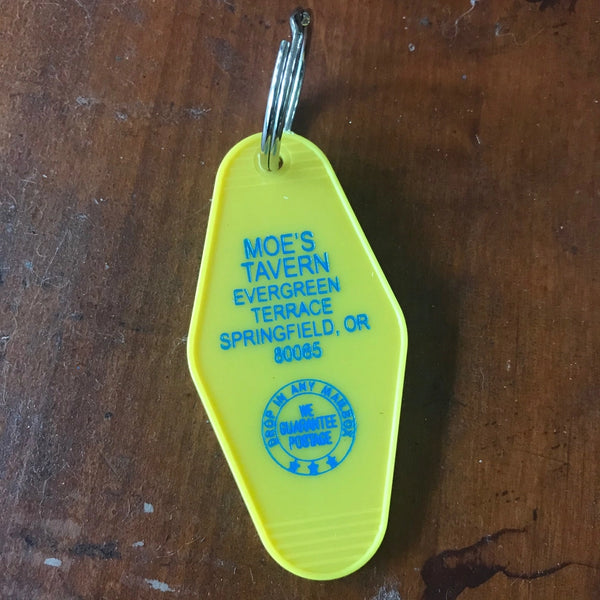 MOE'S
TAVERN
EVERGREEN
TERRACE
SPRINGFIELD, OR
80085
DROP IN ANY MAILBOX
WE
GUARANTEE
POSTAGE